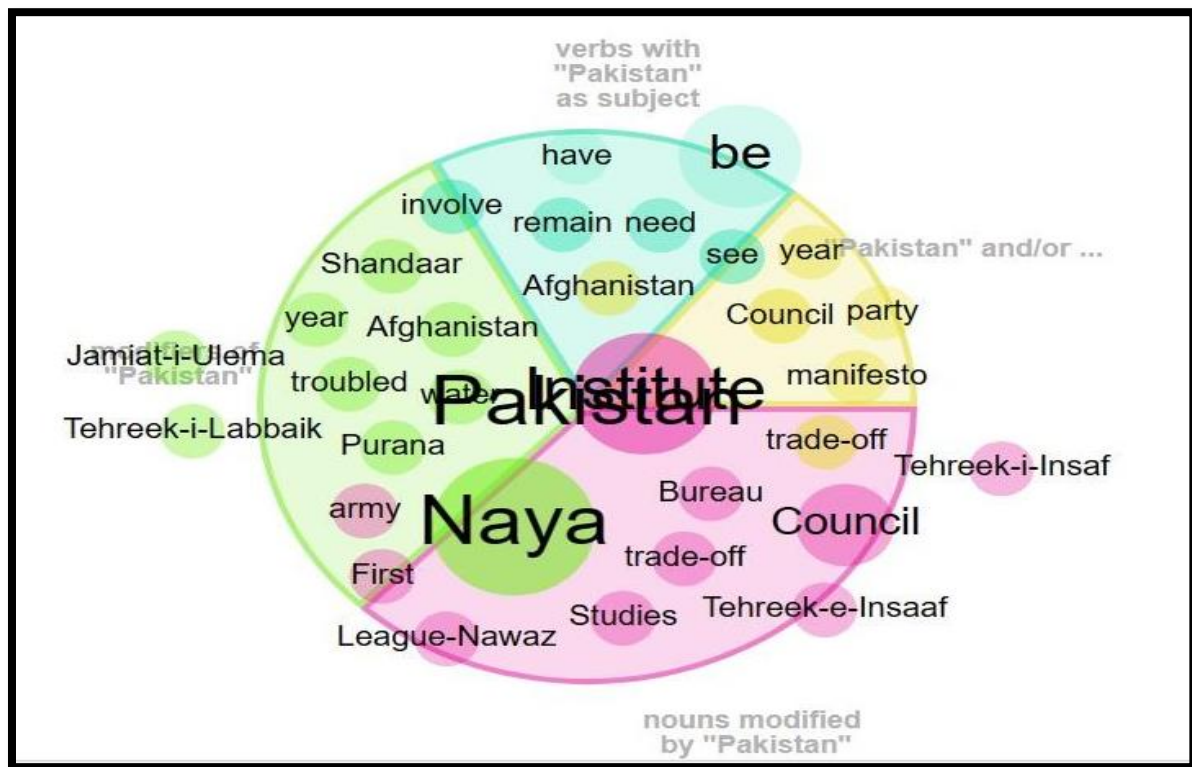 verbs with
"Pakistan"
as subject
have
be
involve
remain
need
see
year
"Pakistan" and/or ...
Shandaar
Afghanistan
Council
party
year
Afghanistan
Jamiat-i-Ulema
modifiers of
"Pakistan"
troubled
water
Pakistan
Institute
manifesto
Tehreek-i-Labbaik
Purana
trade-off
Tehreek-i-Insaf
army
Naya
Bureau
Council
First
trade-off
League-Nawaz
Studies
Tehreek-e-Insaaf
nouns modified
by "Pakistan"